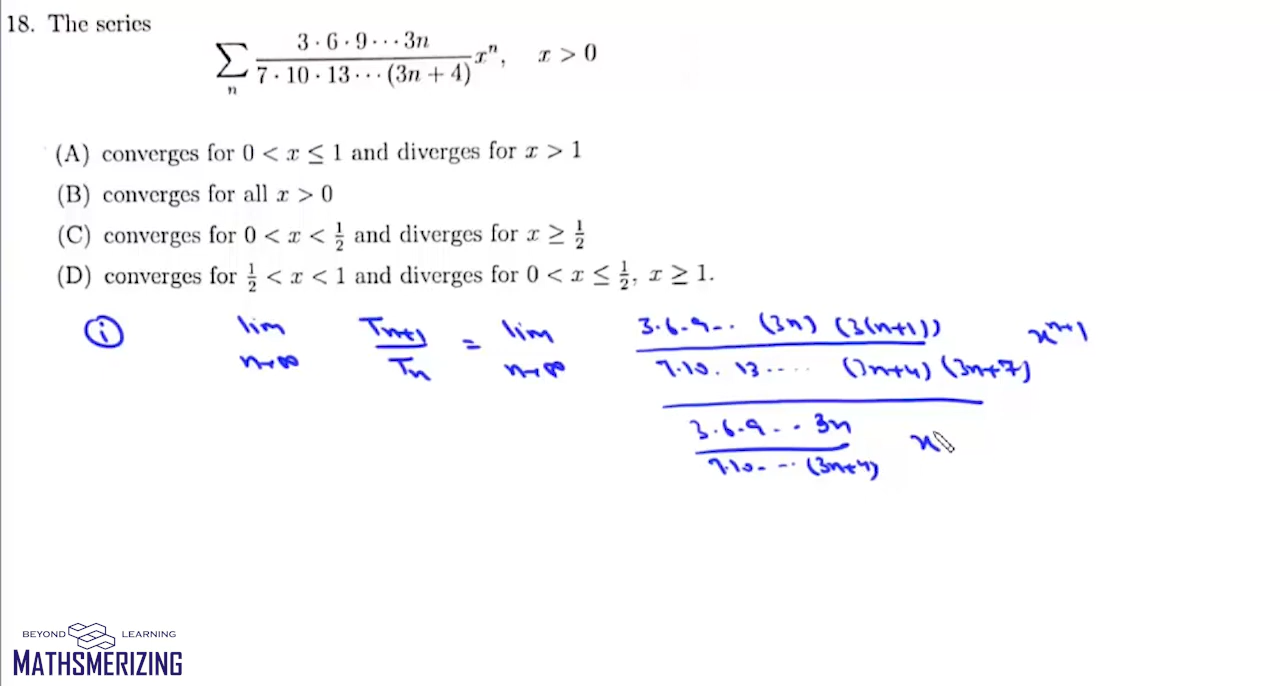 18. The series
∑ₙ (3 · 6 · 9 ··· 3n) / (7 · 10 · 13 ··· (3n + 4)) xⁿ, x > 0
(A) converges for 0 < x ≤ 1 and diverges for x > 1
(B) converges for all x > 0
(C) converges for 0 < x < 1/2 and diverges for x ≥ 1/2
(D) converges for 1/2 < x < 1 and diverges for 0 < x ≤ 1/2, x ≥ 1.
① lim n→∞ Tn+1 / Tn = lim n→∞
3·6·9·· (3n) (3(n+1)) xⁿ⁺¹
7·10. 13.... (3n+4) (3n+7)
3·6·9... 3n x
7·10.... (3n+4)
BEYOND LEARNING
MATHSMERIZING